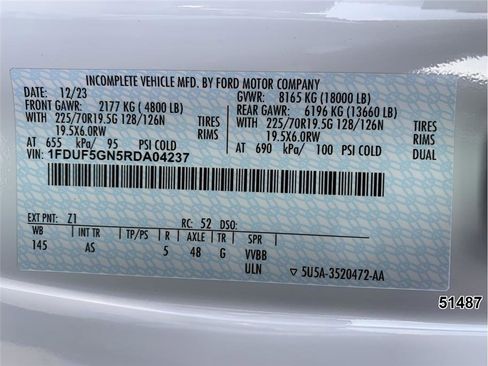 INCOMPLETE VEHICLE MFD. BY FORD MOTOR COMPANY
DATE: 12/23 GVWR: 8165 KG (18000 LB)
FRONT GAWR: 2177 KG (4800 LB) REAR GAWR: 6196 KG (13660 LB)
225/70R19.5G 128/126N TIRES 225/70R19.5G 128/126N TIRES
19.5X6.0RW RIMS 19.5X6.0RW RIMS
AT 655 kPa/ 95 PSI COLD AT 690 kPa/ 100 PSI COLD
VIN: 1FDUF5GN5RDA04237
EXT PNT: Z1 RC: 52 DSO:
WB INT TR TP/PS R AXLE TR SPR
145 AS 5 48 G VVBB
ULN ▽ 5U5A-3520472-AA
51487